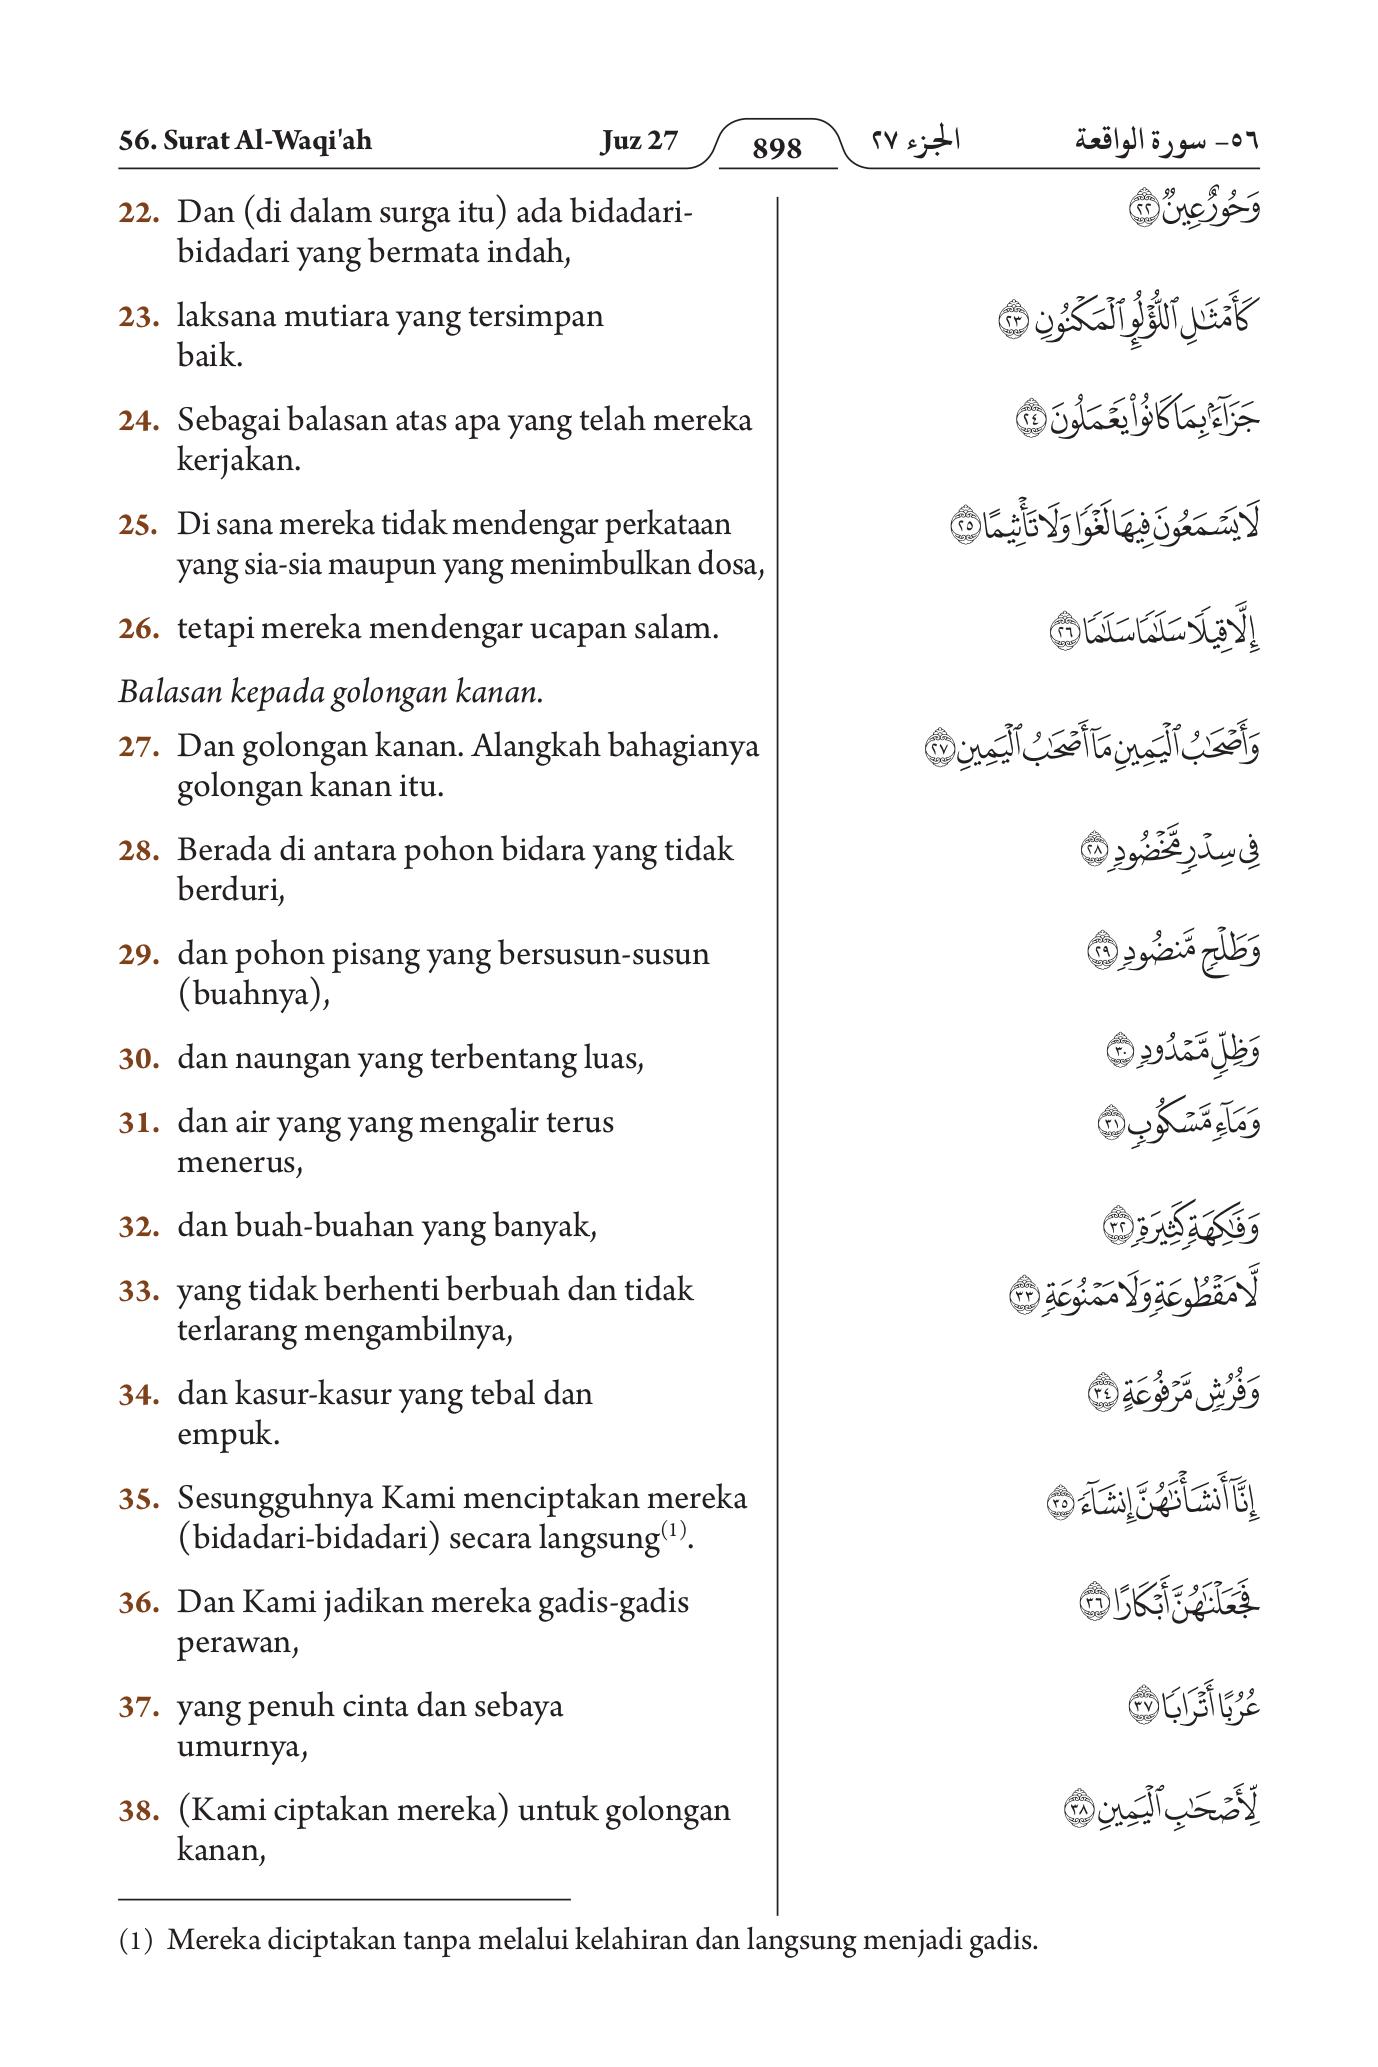 56. Surat Al-Waqi'ah Juz 27 898 الجزء ٢٧ ٥٦- سورة الواقعة
22. Dan (di dalam surga itu) ada bidadari-
bidadari yang bermata indah,
وَحُورٌ عِينٌ ٢٢
23. laksana mutiara yang tersimpan
baik.
كَأَمْثَٰلِ ٱللُّؤْلُؤِ ٱلْمَكْنُونِ ٢٣
24. Sebagai balasan atas apa yang telah mereka
kerjakan.
جَزَآءًۢ بِمَا كَانُوا۟ يَعْمَلُونَ ٢٤
25. Di sana mereka tidak mendengar perkataan
yang sia-sia maupun yang menimbulkan dosa,
لَا يَسْمَعُونَ فِيهَا لَغْوًا وَلَا تَأْثِيمًا ٢٥
26. tetapi mereka mendengar ucapan salam.
إِلَّا قِيلًا سَلَٰمًا سَلَٰمًا ٢٦
Balasan kepada golongan kanan.
27. Dan golongan kanan. Alangkah bahagianya
golongan kanan itu.
وَأَصْحَٰبُ ٱلْيَمِينِ مَآ أَصْحَٰبُ ٱلْيَمِينِ ٢٧
28. Berada di antara pohon bidara yang tidak
berduri,
فِى سِدْرٍ مَّخْضُودٍ ٢٨
29. dan pohon pisang yang bersusun-susun
(buahnya),
وَطَلْحٍ مَّنضُودٍ ٢٩
30. dan naungan yang terbentang luas,
وَظِلٍّ مَّمْدُودٍ ٣٠
31. dan air yang yang mengalir terus
menerus,
وَمَآءٍ مَّسْكُوبٍ ٣١
32. dan buah-buahan yang banyak,
وَفَٰكِهَةٍ كَثِيرَةٍ ٣٢
33. yang tidak berhenti berbuah dan tidak
terlarang mengambilnya,
لَّا مَقْطُوعَةٍ وَلَا مَمْنُوعَةٍ ٣٣
34. dan kasur-kasur yang tebal dan
empuk.
وَفُرُشٍ مَّرْفُوعَةٍ ٣٤
35. Sesungguhnya Kami menciptakan mereka
(bidadari-bidadari) secara langsung(1).
إِنَّآ أَنشَأْنَٰهُنَّ إِنشَآءً ٣٥
36. Dan Kami jadikan mereka gadis-gadis
perawan,
فَجَعَلْنَٰهُنَّ أَبْكَارًا ٣٦
37. yang penuh cinta dan sebaya
umurnya,
عُرُبًا أَتْرَابًا ٣٧
38. (Kami ciptakan mereka) untuk golongan
kanan,
لِّأَصْحَٰبِ ٱلْيَمِينِ ٣٨
(1) Mereka diciptakan tanpa melalui kelahiran dan langsung menjadi gadis.